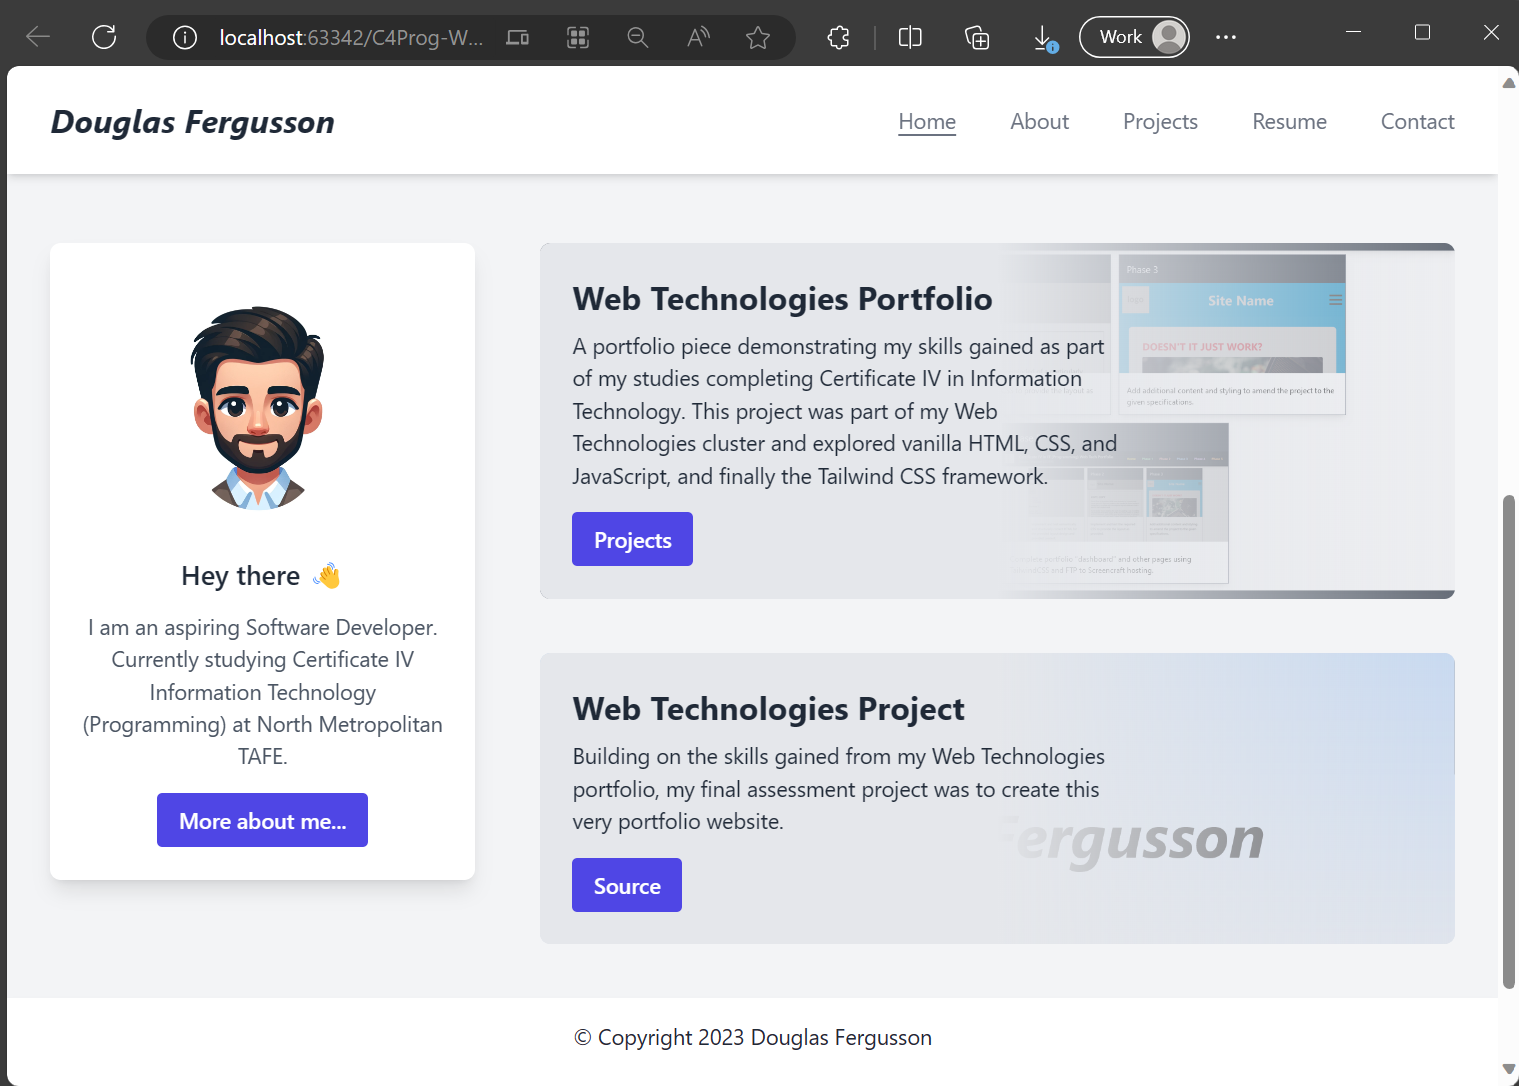 localhost:63342/C4Prog-W...
Work
Douglas Fergusson
Home
About
Projects
Resume
Contact
Hey there 👋
I am an aspiring Software Developer.
Currently studying Certificate IV
Information Technology
(Programming) at North Metropolitan
TAFE.
More about me...
Web Technologies Portfolio
A portfolio piece demonstrating my skills gained as part
of my studies completing Certificate IV in Information
Technology. This project was part of my Web
Technologies cluster and explored vanilla HTML, CSS, and
JavaScript, and finally the Tailwind CSS framework.
Projects
Phase 3
Site Name
DOESN'T IT JUST WORK?
Add additional content and styling to amend the project to the
given specifications.
portfolio "dashboard" and other pages using
and FTP to Screencraft hosting.
Web Technologies Project
Building on the skills gained from my Web Technologies
portfolio, my final assessment project was to create this
very portfolio website.
Source
Fergusson
© Copyright 2023 Douglas Fergusson